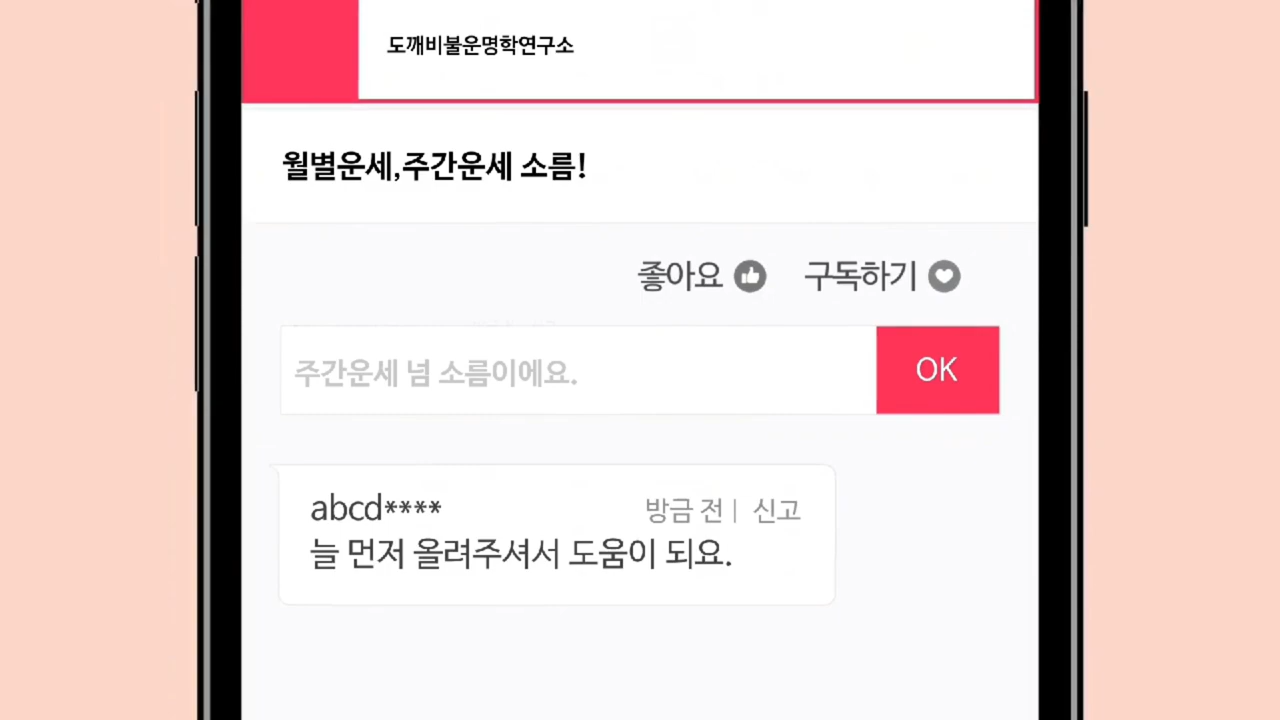 도깨비불운명학연구소
월별운세,주간운세 소름!
좋아요 구독하기
주간운세 넘 소름이에요.
OK
abcd****
방금 전| 신고
늘 먼저 올려주셔서 도움이 되요.